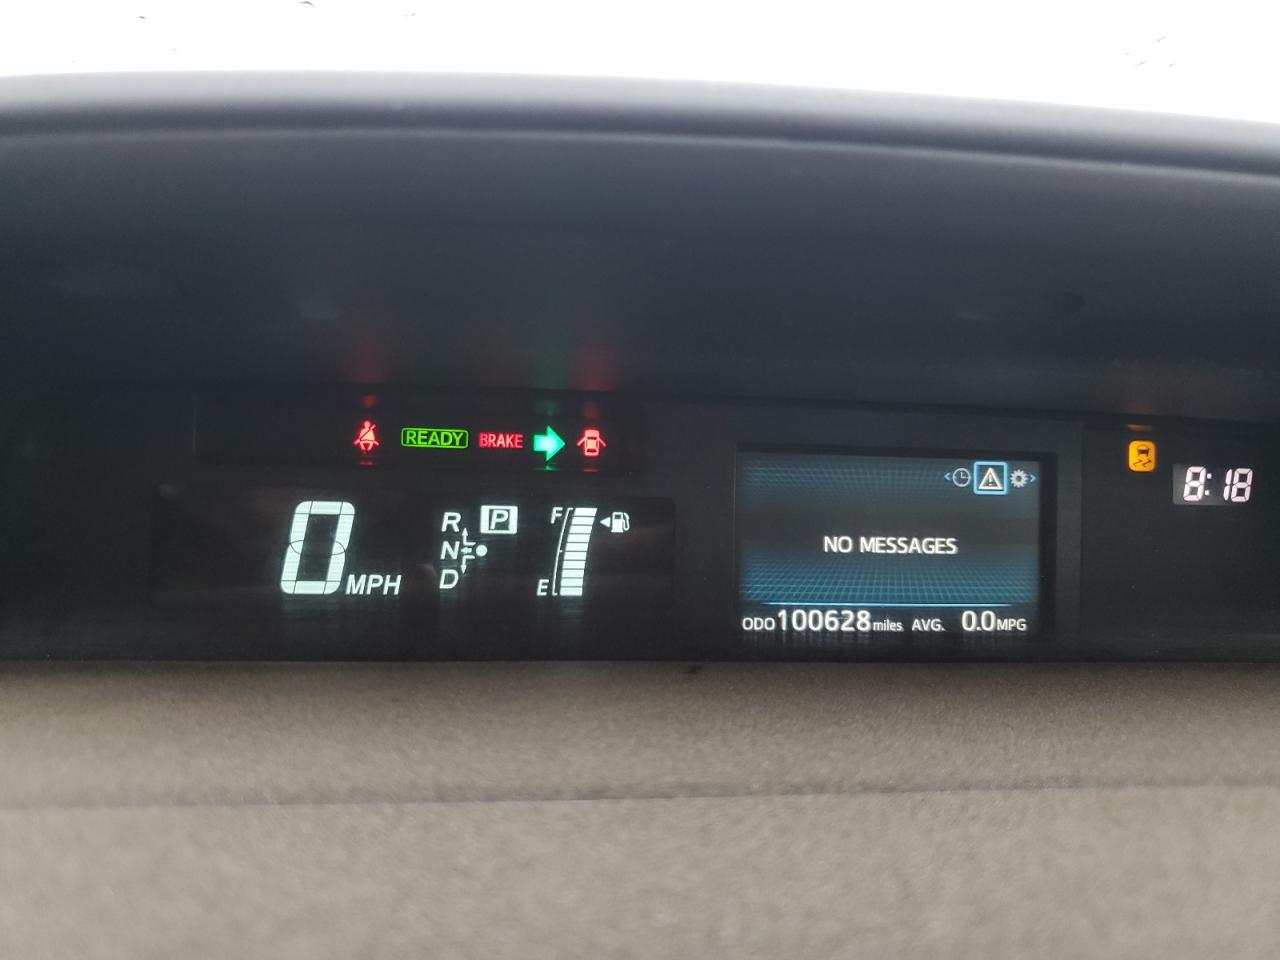 READY BRAKE
0 MPH
R P
N
D
F
E
NO MESSAGES
ODO 100628 miles AVG. 0.0 MPG
8:18